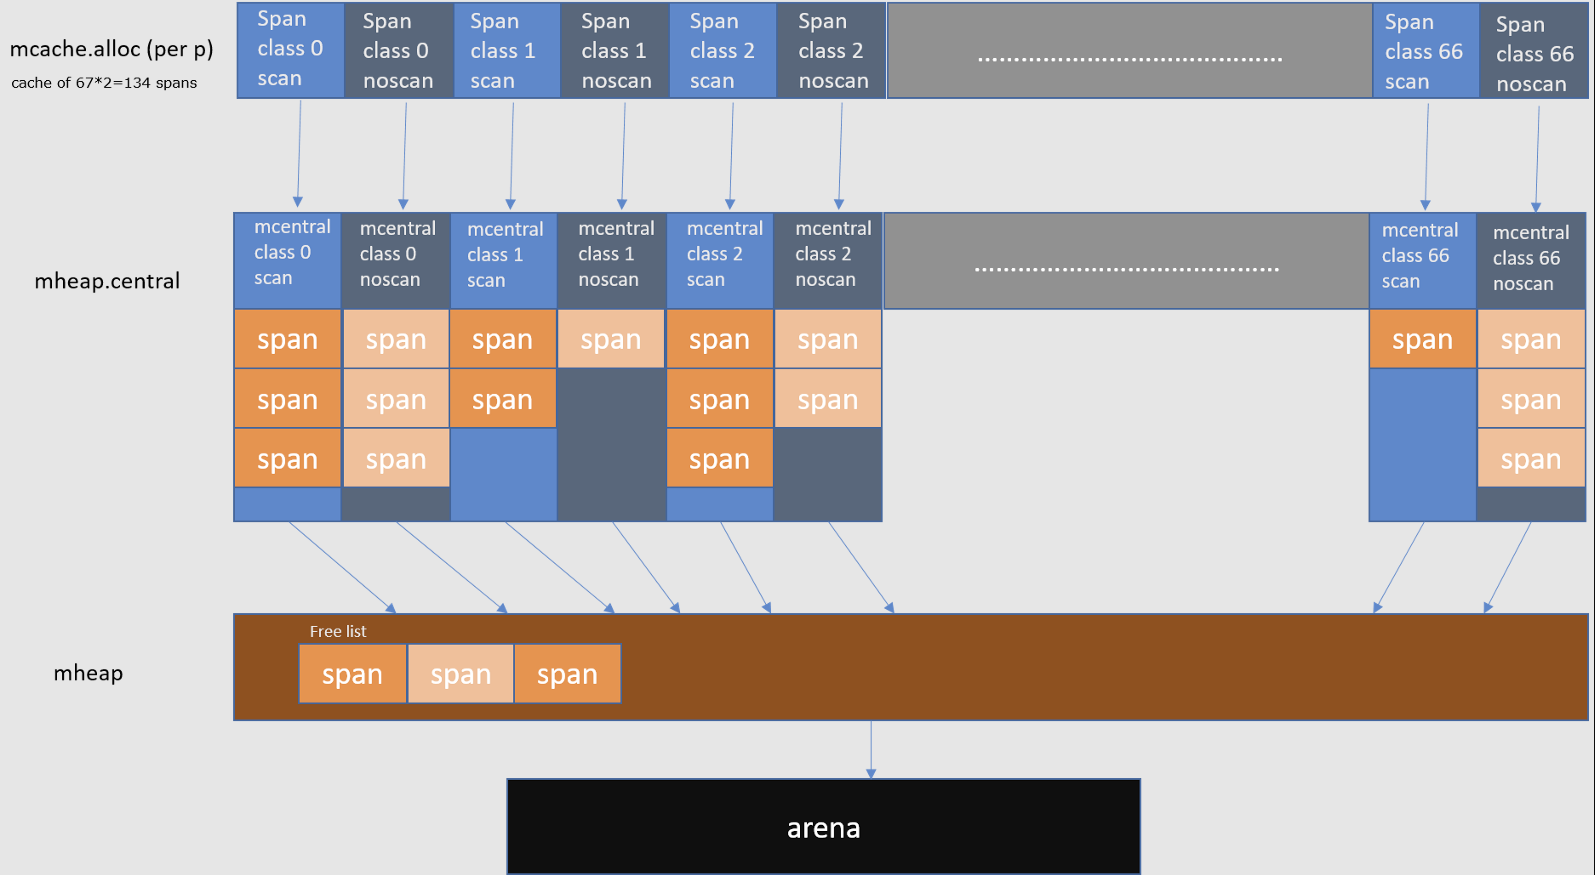 mcache.alloc (per p)
cache of 67*2=134 spans
Span
class 0
scan
Span
class 0
noscan
Span
class 1
scan
Span
class 1
noscan
Span
class 2
scan
Span
class 2
noscan
..........................................
Span
class 66
scan
Span
class 66
noscan
mheap.central
mcentral
class 0
scan
mcentral
class 0
noscan
mcentral
class 1
scan
mcentral
class 1
noscan
mcentral
class 2
scan
mcentral
class 2
noscan
..........................................
mcentral
class 66
scan
mcentral
class 66
noscan
span span span span span span span span
span span span span span span
span span span span
mheap
Free list
span span span
arena